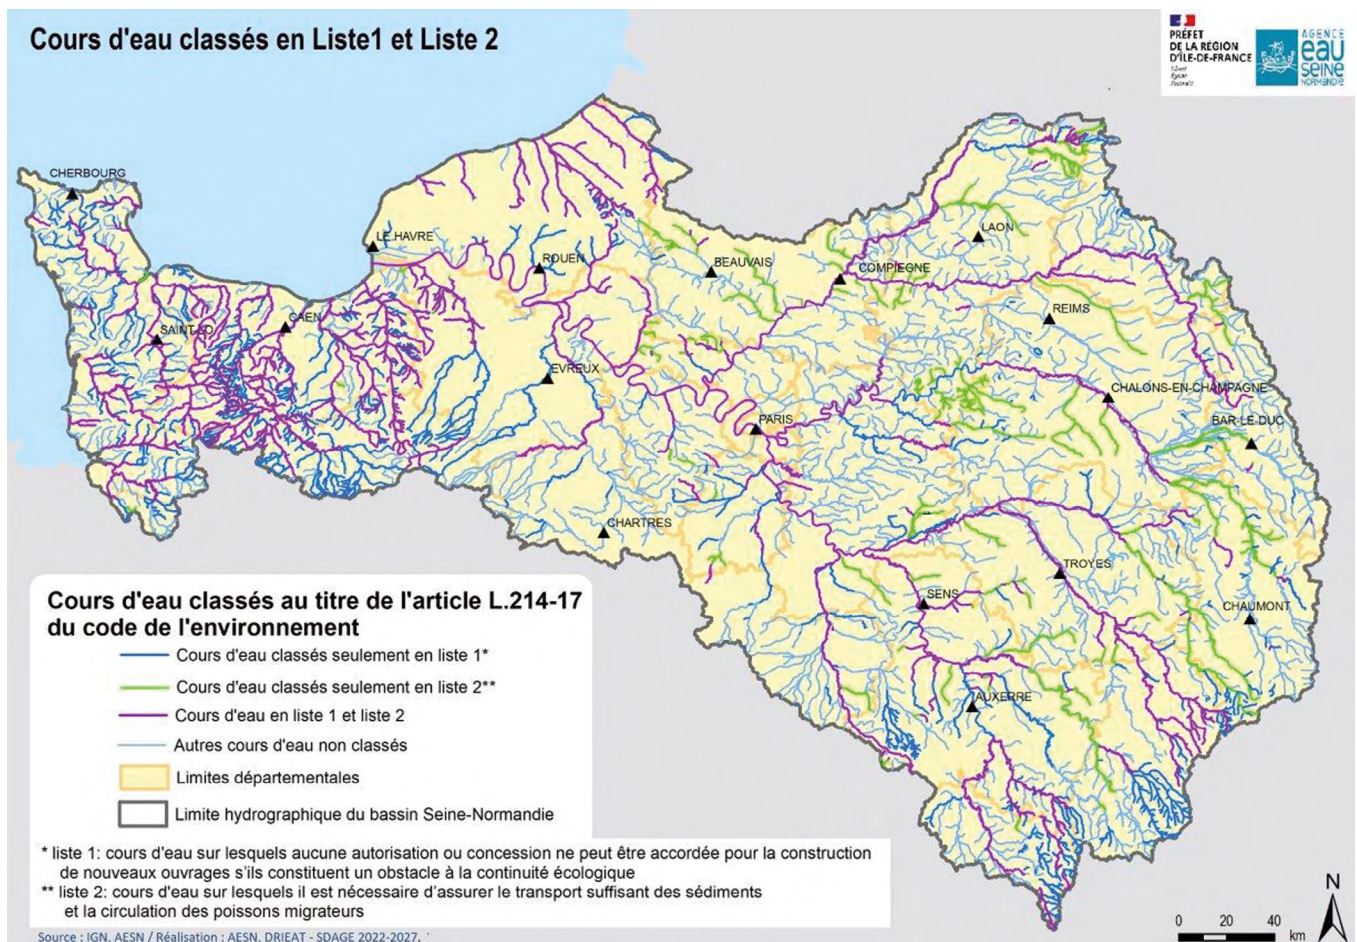 Cours d'eau classés en Liste1 et Liste 2
PRÉFET
DE LA RÉGION
D'ÎLE-DE-FRANCE
Liberté
Égalité
Fraternité
AGENCE
eau
SEINE
NORMANDIE
CHERBOURG
LE HAVRE
ROUEN
BEAUVAIS
COMPIEGNE
LAON
SAINT-LO
CAEN
REIMS
EVREUX
CHALONS-EN-CHAMPAGNE
PARIS
BAR-LE-DUC
CHARTRES
TROYES
SENS
CHAUMONT
AUXERRE
Cours d'eau classés au titre de l'article L.214-17
du code de l'environnement
Cours d'eau classés seulement en liste 1*
Cours d'eau classés seulement en liste 2**
Cours d'eau en liste 1 et liste 2
Autres cours d'eau non classés
Limites départementales
Limite hydrographique du bassin Seine-Normandie
* liste 1: cours d'eau sur lesquels aucune autorisation ou concession ne peut être accordée pour la construction
de nouveaux ouvrages s'ils constituent un obstacle à la continuité écologique
** liste 2: cours d'eau sur lesquels il est nécessaire d'assurer le transport suffisant des sédiments
et la circulation des poissons migrateurs
Source : IGN, AESN / Réalisation : AESN, DRIEAT - SDAGE 2022-2027.
N
0 20 40
km